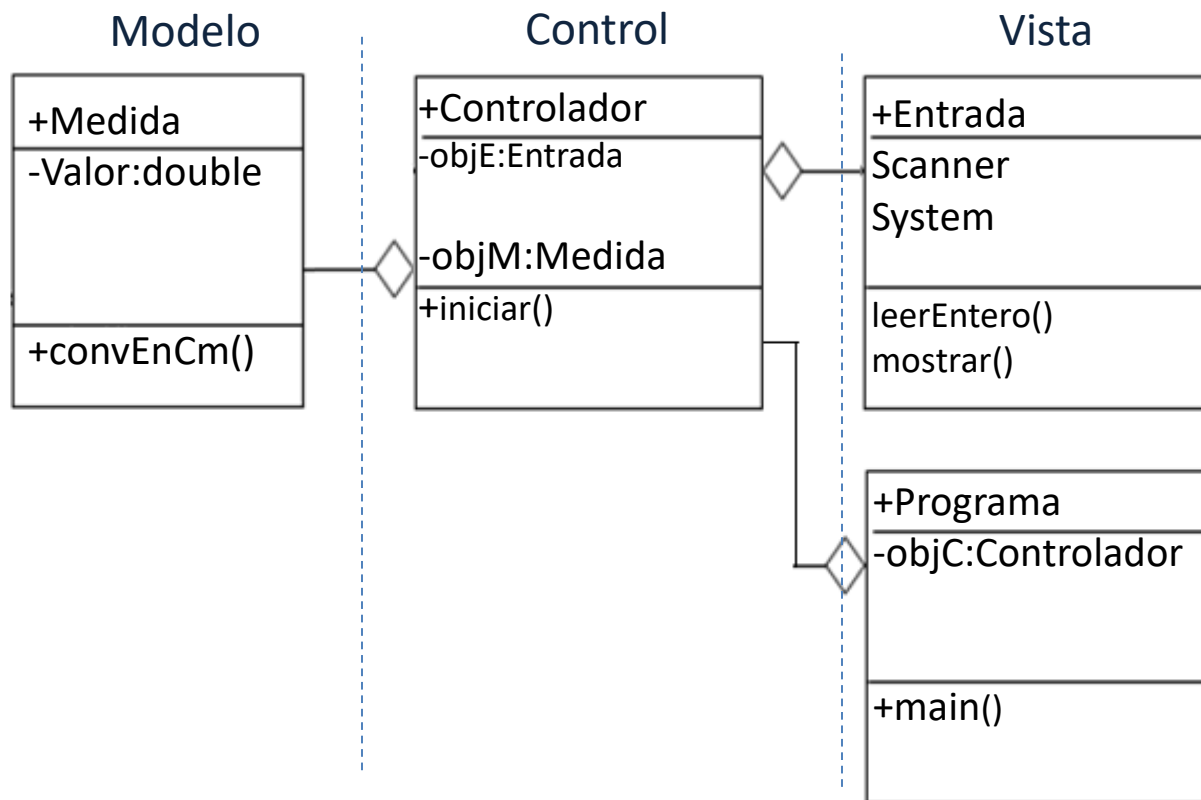 Modelo
Control
Vista
+Medida
-Valor:double
+convEnCm()
+Controlador
-objE:Entrada
-objM:Medida
+iniciar()
+Entrada
Scanner
System
leerEntero()
mostrar()
+Programa
-objC:Controlador
+main()